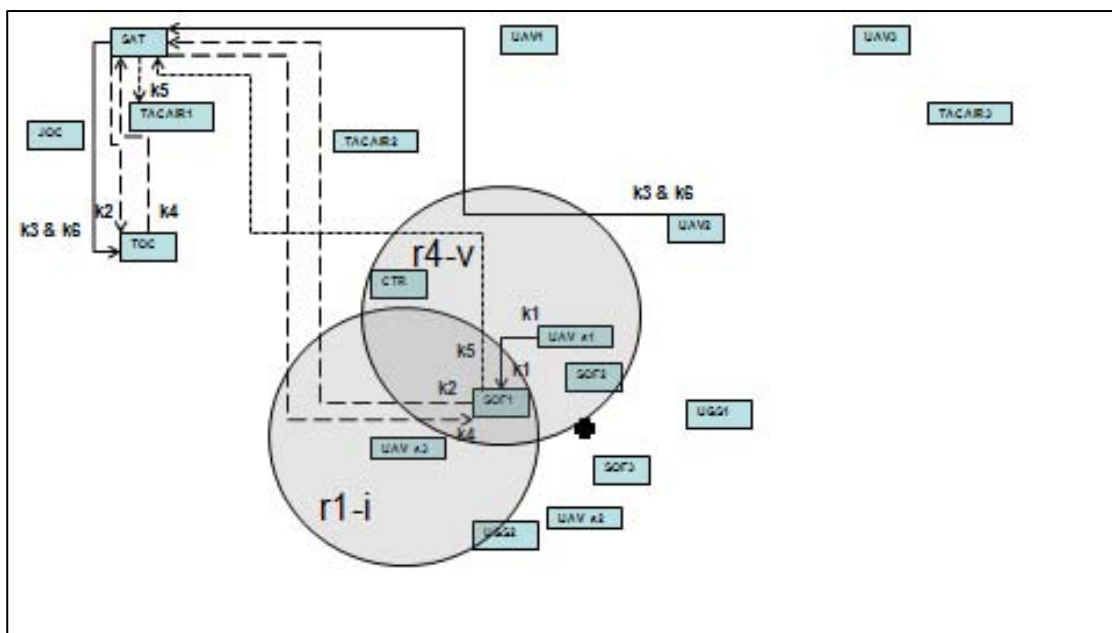 SAT
UAV1
UAV3
k5
TACAIR1
TACAIR3
JOC
TACAIR2
k3 & k6
k2
k4
UAV2
k3 & k6
TOC
r4-v
CTR
k1
UAV a1
k5
k1
SOF2
k2
SOF1
UGS1
k4
UAV a3
SOF3
r1-i
UAV a2
UGS2